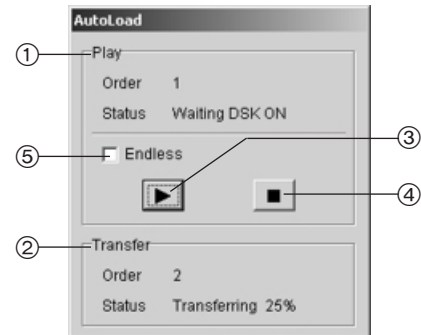 AutoLoad
① Play
Order 1
Status Waiting DSK ON
③
⑤ Endless
④
② Transfer
Order 2
Status Transferring 25%